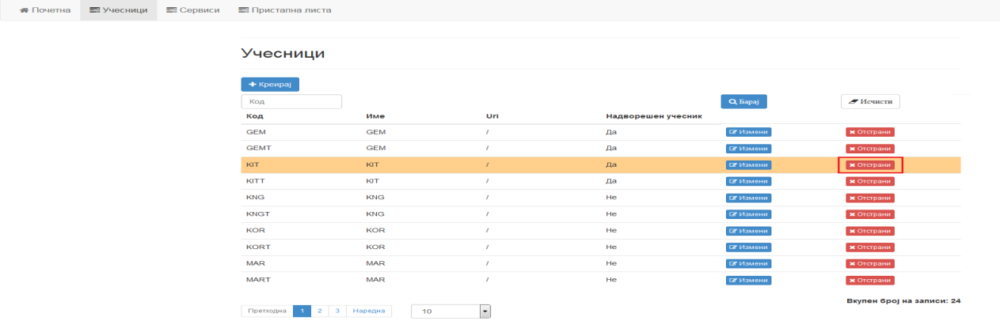 Почетна Учесници Сервиси Пристапна листа
Учесници
Креирај
Код Барај Исчисти
Код Име Uri Надворешен учесник
GEM GEM / Да Измени Отстрани
GEMT GEM / Да Измени Отстрани
KIT KIT / Да Измени Отстрани
KITT KIT / Да Измени Отстрани
KNG KNG / Не Измени Отстрани
KNGT KNG / Не Измени Отстрани
KOR KOR / Не Измени Отстрани
KORT KOR / Не Измени Отстрани
MAR MAR / Не Измени Отстрани
MART MAR / Не Измени Отстрани
Вкупен број на записи: 24
Претходна 1 2 3 Наредна 10